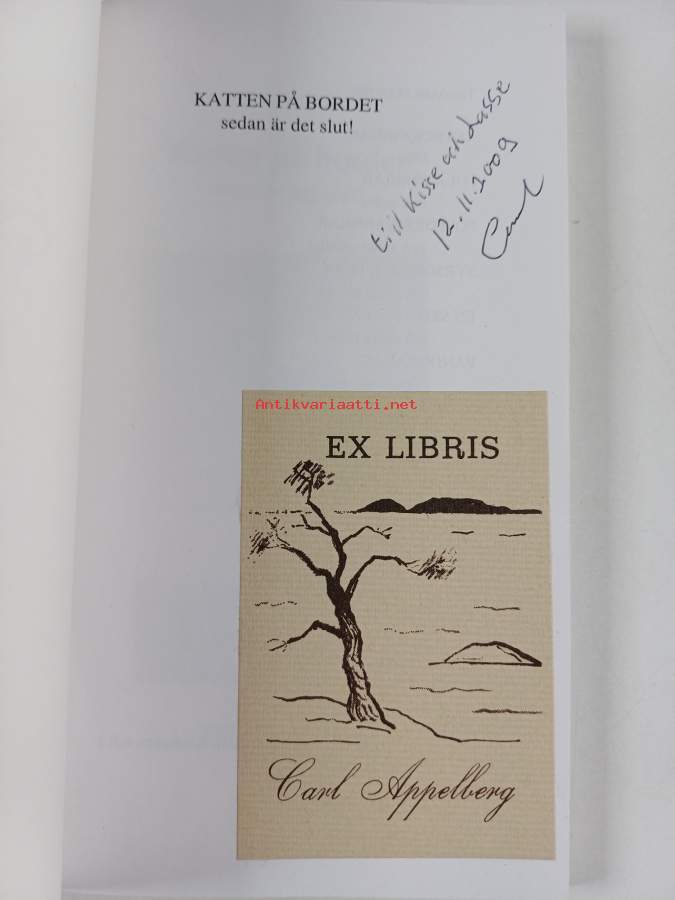 KATTEN PÅ BORDET
sedan är det slut!
till Kisse och Lasse
12.11.2009
Carl
Antikvariaatti.net
EX LIBRIS
Carl Appelberg